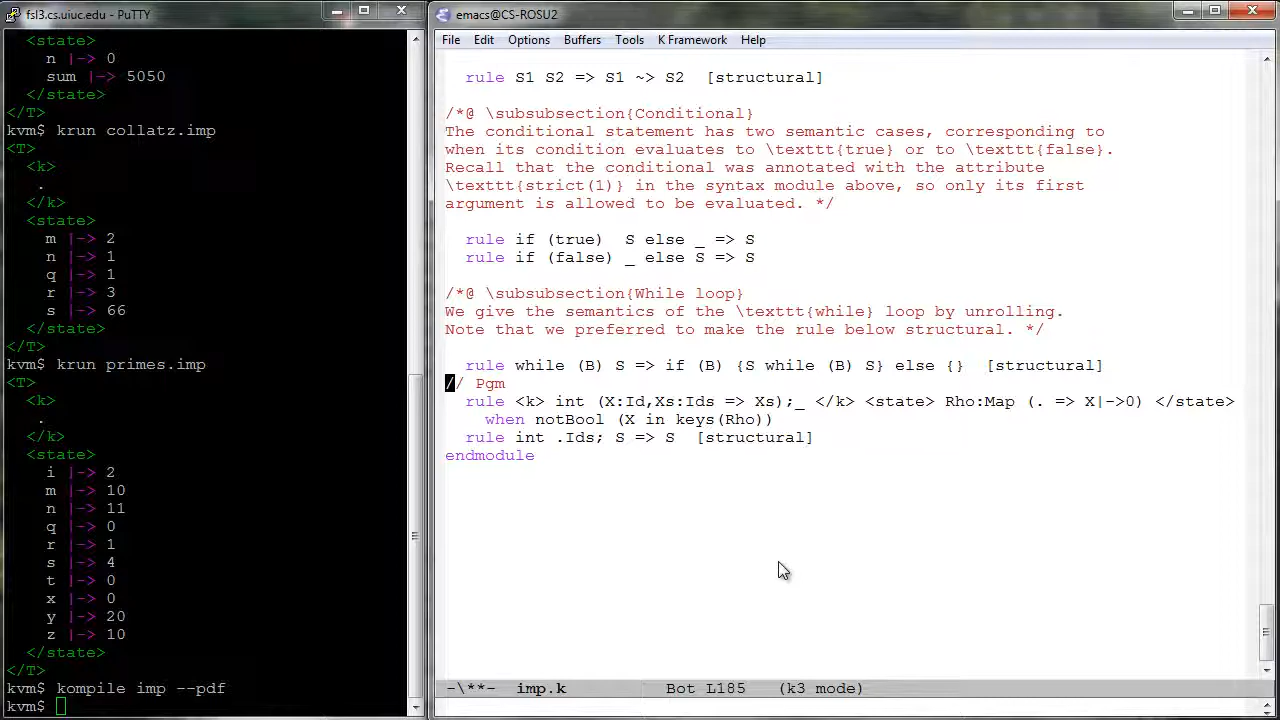 fsl3.cs.uiuc.edu - PuTTY
<state>
n |-> 0
sum |-> 5050
</state>
</T>
kvm$ krun collatz.imp
<T>
<k>
.
</k>
<state>
m |-> 2
n |-> 1
q |-> 1
r |-> 3
s |-> 66
</state>
</T>
kvm$ krun primes.imp
<T>
<k>
.
</k>
<state>
i |-> 2
m |-> 10
n |-> 11
q |-> 0
r |-> 1
s |-> 4
t |-> 0
x |-> 0
y |-> 20
z |-> 10
</state>
</T>
kvm$ kompile imp --pdf
kvm$
emacs@CS-ROSU2
File Edit Options Buffers Tools K Framework Help
rule S1 S2 => S1 ~> S2  [structural]
/*@ \subsubsection{Conditional}
The conditional statement has two semantic cases, corresponding to
when its condition evaluates to \texttt{true} or to \texttt{false}.
Recall that the conditional was annotated with the attribute
\texttt{strict(1)} in the syntax module above, so only its first
argument is allowed to be evaluated. */
rule if (true)  S else _ => S
rule if (false) _ else S => S
/*@ \subsubsection{While loop}
We give the semantics of the \texttt{while} loop by unrolling.
Note that we preferred to make the rule below structural. */
rule while (B) S => if (B) {S while (B) S} else {}  [structural]
// Pgm
rule <k> int (X:Id,Xs:Ids => Xs);_ </k> <state> Rho:Map (. => X|->0) </state>
when notBool (X in keys(Rho))
rule int .Ids; S => S  [structural]
endmodule
-\**-  imp.k  Bot L185  (k3 mode)